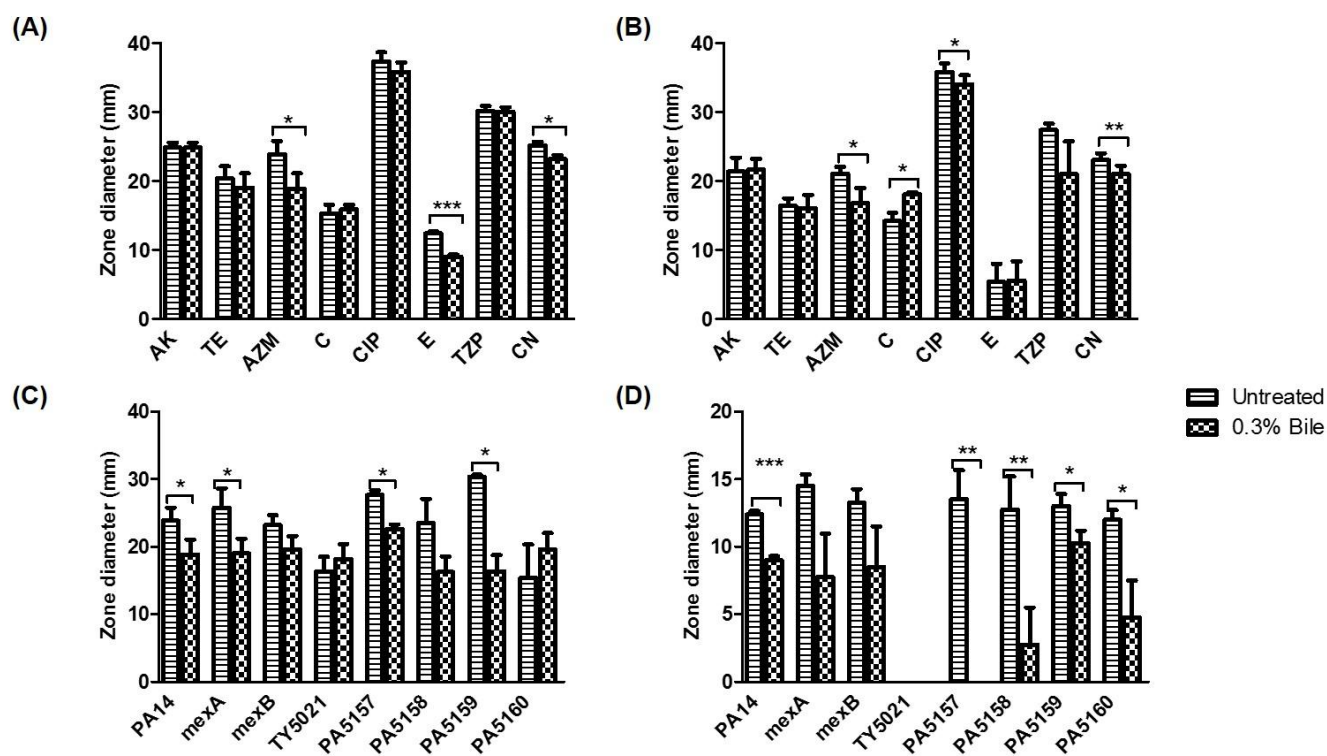 (A)
Zone diameter (mm)
40
30
20
10
0
*
***
*
AK TE AZM C CIP E TZP CN
(B)
Zone diameter (mm)
40
30
20
10
0
*
*
*
**
AK TE AZM C CIP E TZP CN
(C)
Zone diameter (mm)
40
30
20
10
0
*
*
*
*
PA14 mexA mexB TY5021 PA5157 PA5158 PA5159 PA5160
(D)
Zone diameter (mm)
20
15
10
5
0
***
**
**
*
*
PA14 mexA mexB TY5021 PA5157 PA5158 PA5159 PA5160
Untreated
0.3% Bile